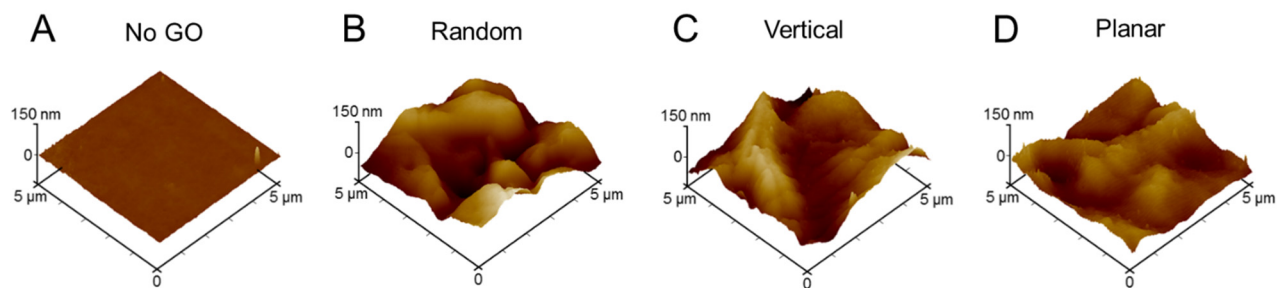 A No GO
150 nm
0
5 µm
5 µm
0
B Random
150 nm
0
5 µm
5 µm
0
C Vertical
150 nm
0
5 µm
5 µm
0
D Planar
150 nm
0
5 µm
5 µm
0